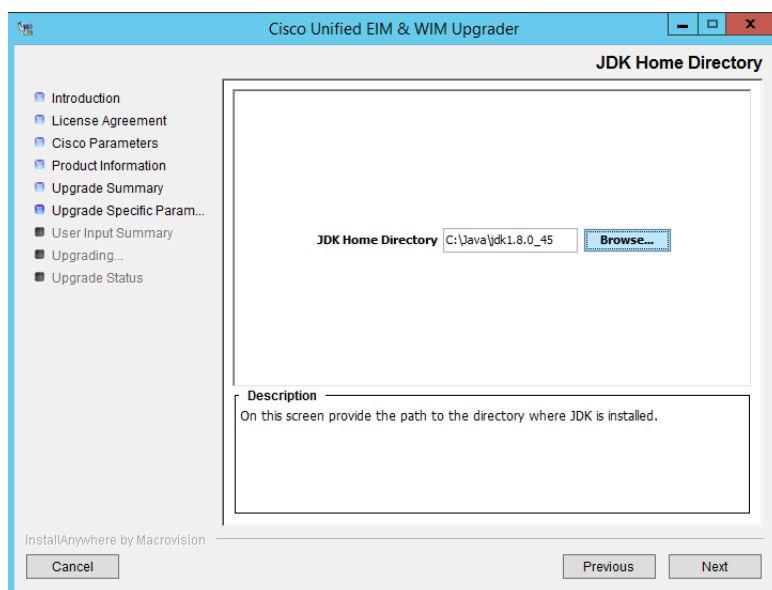 Cisco Unified EIM & WIM Upgrader
JDK Home Directory
Introduction
License Agreement
Cisco Parameters
Product Information
Upgrade Summary
Upgrade Specific Param...
User Input Summary
Upgrading...
Upgrade Status
JDK Home Directory C:\Java\jdk1.8.0_45 Browse...
Description
On this screen provide the path to the directory where JDK is installed.
InstallAnywhere by Macrovision
Cancel Previous Next